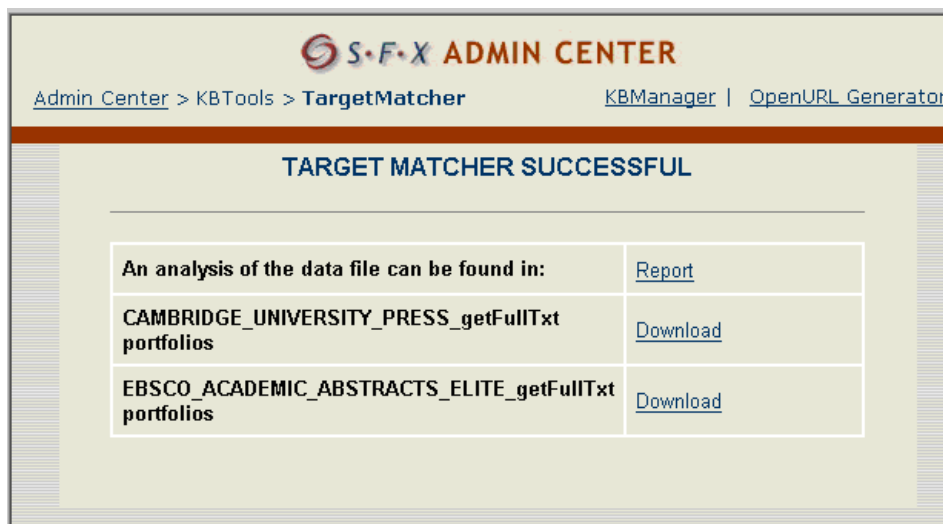 S·F·X ADMIN CENTER
Admin Center > KBTools > TargetMatcher KBManager | OpenURL Generator
TARGET MATCHER SUCCESSFUL
An analysis of the data file can be found in: Report
CAMBRIDGE_UNIVERSITY_PRESS_getFullTxt
portfolios Download
EBSCO_ACADEMIC_ABSTRACTS_ELITE_getFullTxt
portfolios Download